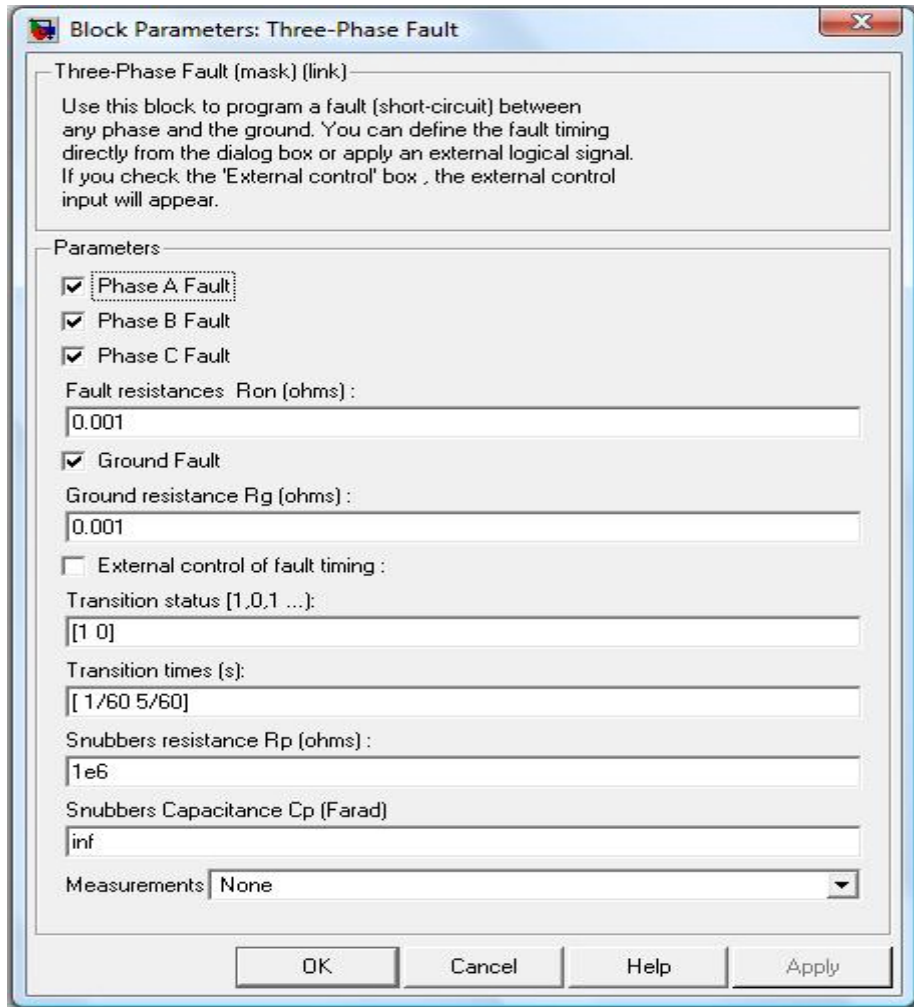 Block Parameters: Three-Phase Fault
Three-Phase Fault (mask) (link)
Use this block to program a fault (short-circuit) between
any phase and the ground. You can define the fault timing
directly from the dialog box or apply an external logical signal.
If you check the 'External control' box , the external control
input will appear.
Parameters
Phase A Fault
Phase B Fault
Phase C Fault
Fault resistances Ron (ohms) :
0.001
Ground Fault
Ground resistance Rg (ohms) :
0.001
External control of fault timing :
Transition status [1,0,1 ...]:
[1 0]
Transition times (s):
[ 1/60 5/60]
Snubbers resistance Rp (ohms) :
1e6
Snubbers Capacitance Cp (Farad)
inf
Measurements None
OK Cancel Help Apply